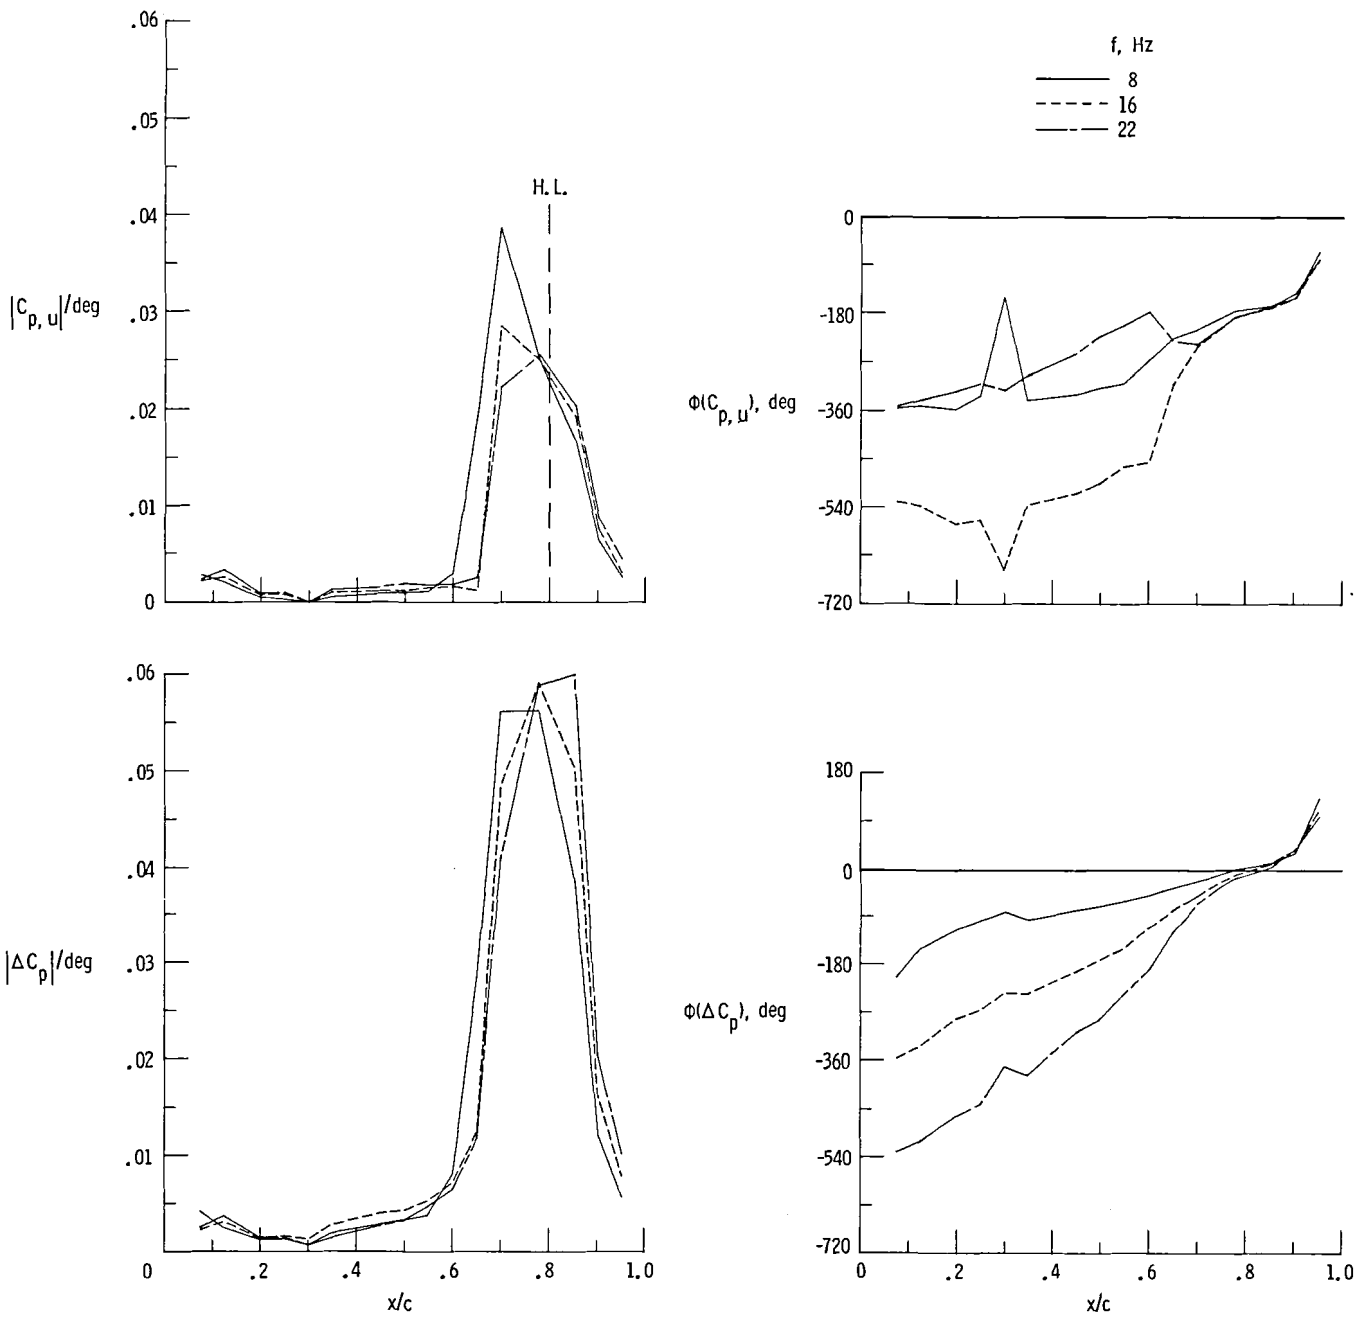 f, Hz
8
16
22
.06
.05
.04
.03
.02
.01
0
H. L.
|C_p, u|/deg
0
-180
-360
-540
-720
Φ(C_p, u), deg
.06
.05
.04
.03
.02
.01
|ΔC_p|/deg
0 .2 .4 .6 .8 1.0
x/c
180
0
-180
-360
-540
-720
Φ(ΔC_p), deg
0 .2 .4 .6 .8 1.0
x/c